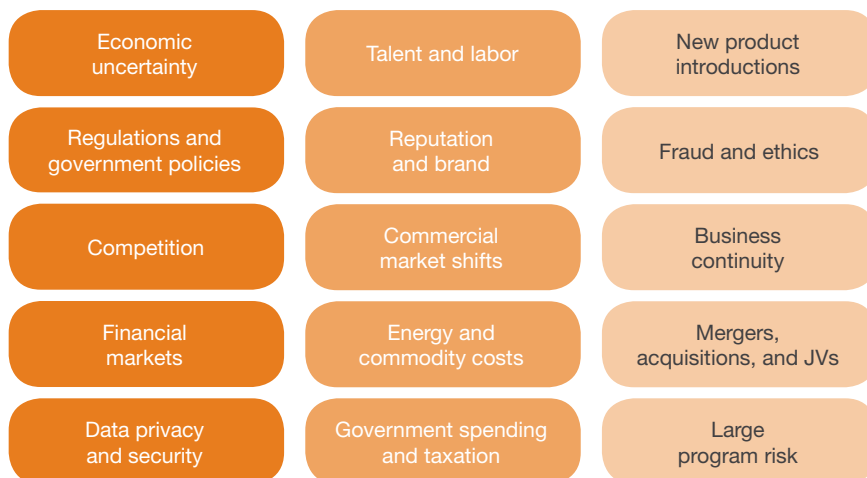 Economic
uncertainty
Regulations and
government policies
Competition
Financial
markets
Data privacy
and security
Talent and labor
Reputation
and brand
Commercial
market shifts
Energy and
commodity costs
Government spending
and taxation
New product
introductions
Fraud and ethics
Business
continuity
Mergers,
acquisitions, and JVs
Large
program risk